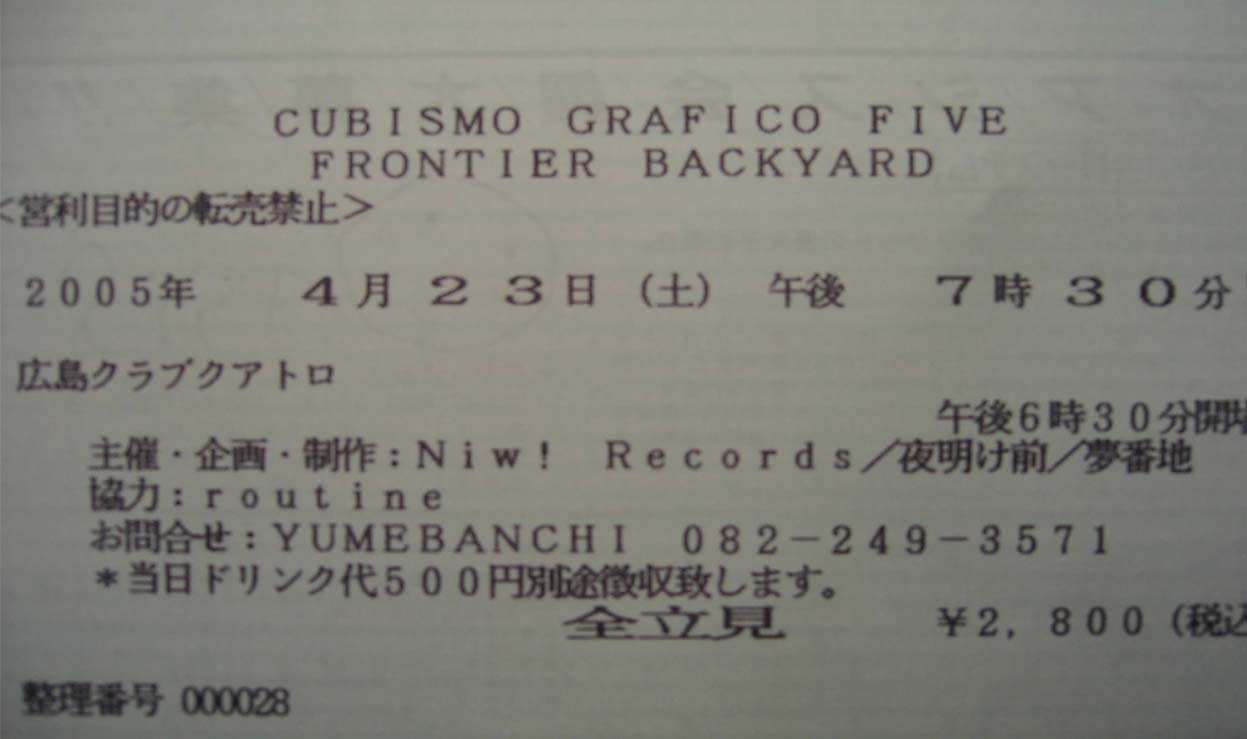 CUBISMO GRAFICO FIVE
FRONTIER BACKYARD
<営利目的の転売禁止>
2005年 4月23日(土) 午後 7時30分
広島クラブクアトロ
午後6時30分開場
主催・企画・制作:Niw! Records/夜明け前/夢番地
協力:routine
お問合せ:YUMEBANCHI 082-249-3571
*当日ドリンク代500円別途徴収致します。
全立見 ¥2,800(税込
整理番号 000028